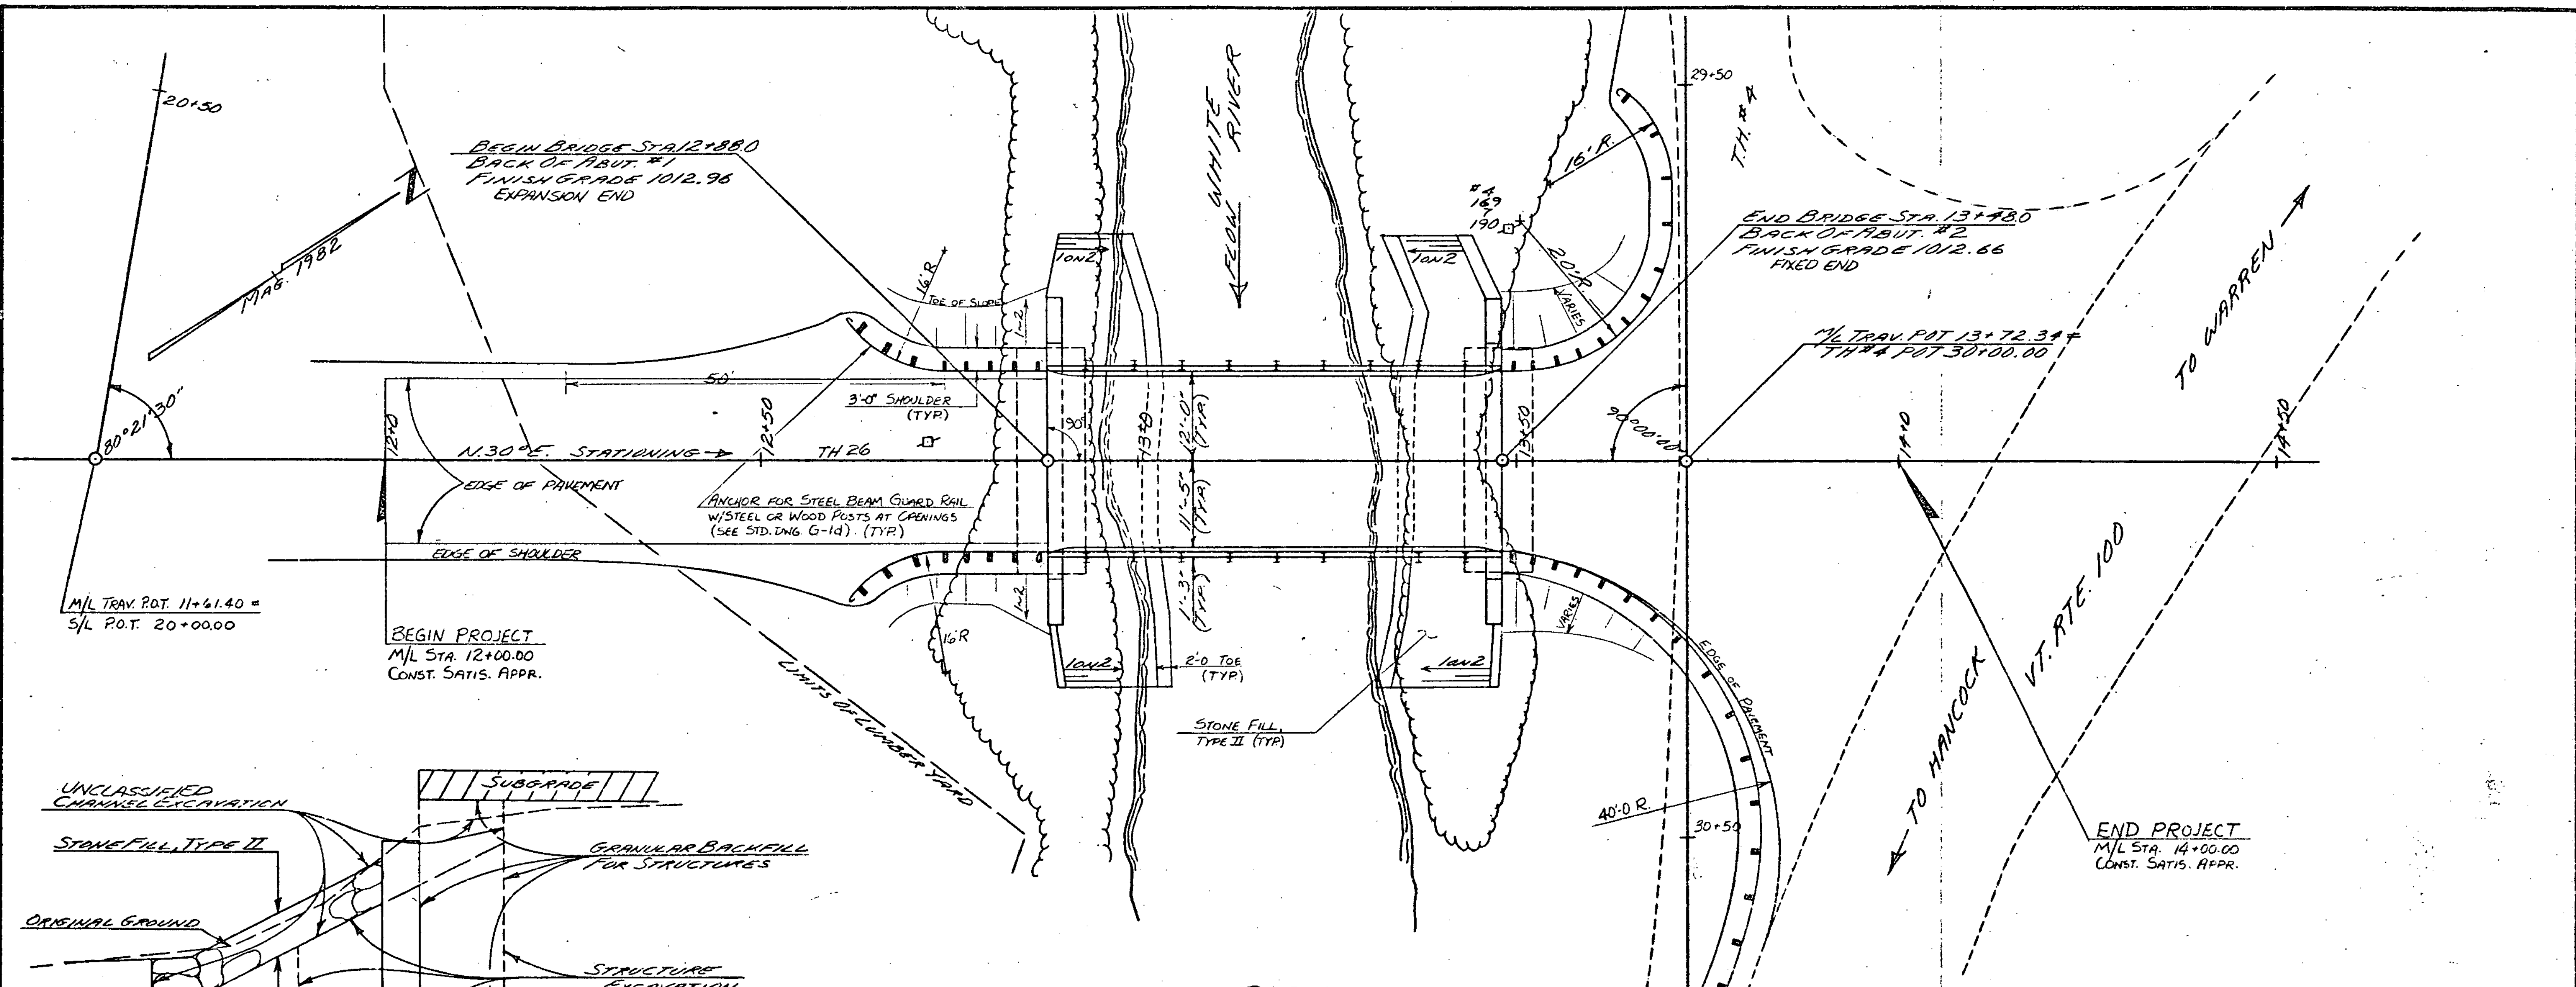 20+50
MAG. 1982
80°21'30"
M/L TRAV. P.O.T. 11+61.40 =
S/L P.O.T. 20+00.00
BEGIN BRIDGE STA. 12+88.0
BACK OF ABUT. #1
FINISH GRADE 1012.96
EXPANSION END
12+0
N.30°E. STATIONING
12+50
TH 26
EDGE OF PAVEMENT
50'
3'-0" SHOULDER
(TYP.)
ANCHOR FOR STEEL BEAM GUARD RAIL
W/STEEL OR WOOD POSTS AT OPENINGS
(SEE STD. DWG. G-1d). (TYP.)
EDGE OF SHOULDER
BEGIN PROJECT
M/L STA. 12+00.00
CONST. SATIS. APPR.
LIMITS OF LUMBER YARD
16' R
TOE OF SLOPE
1~2
1~2
16'R
1 ON 2
1 ON 2
90°
13+0
12'-0"
(TYP.)
11'-5"
(TYP.)
1'-3"
(TYP.)
2'-0 TOE
(TYP.)
FLOW WHITE
RIVER
1 ON 2
1 ON 2
STONE FILL,
TYPE II (TYP.)
#4
169
7
190
16' R.
20' R.
VARIES
VARIES
13+50
29+50
T.H. #4
END BRIDGE STA. 13+48.0
BACK OF ABUT. #2
FINISH GRADE 1012.66
FIXED END
M/L TRAV. POT 13+72.34 =
TH #4 POT 30+00.00
90°00'00"
14+0
14+50
TO WARREN
VT. RTE. 100
TO HANCOCK
EDGE OF PAVEMENT
40'-0 R.
30+50
END PROJECT
M/L STA. 14+00.00
CONST. SATIS. APPR.
UNCLASSIFIED
CHANNEL EXCAVATION
SUBGRADE
STONE FILL, TYPE II
GRANULAR BACKFILL
FOR STRUCTURES
ORIGINAL GROUND
STRUCTURE
EXCAVATION